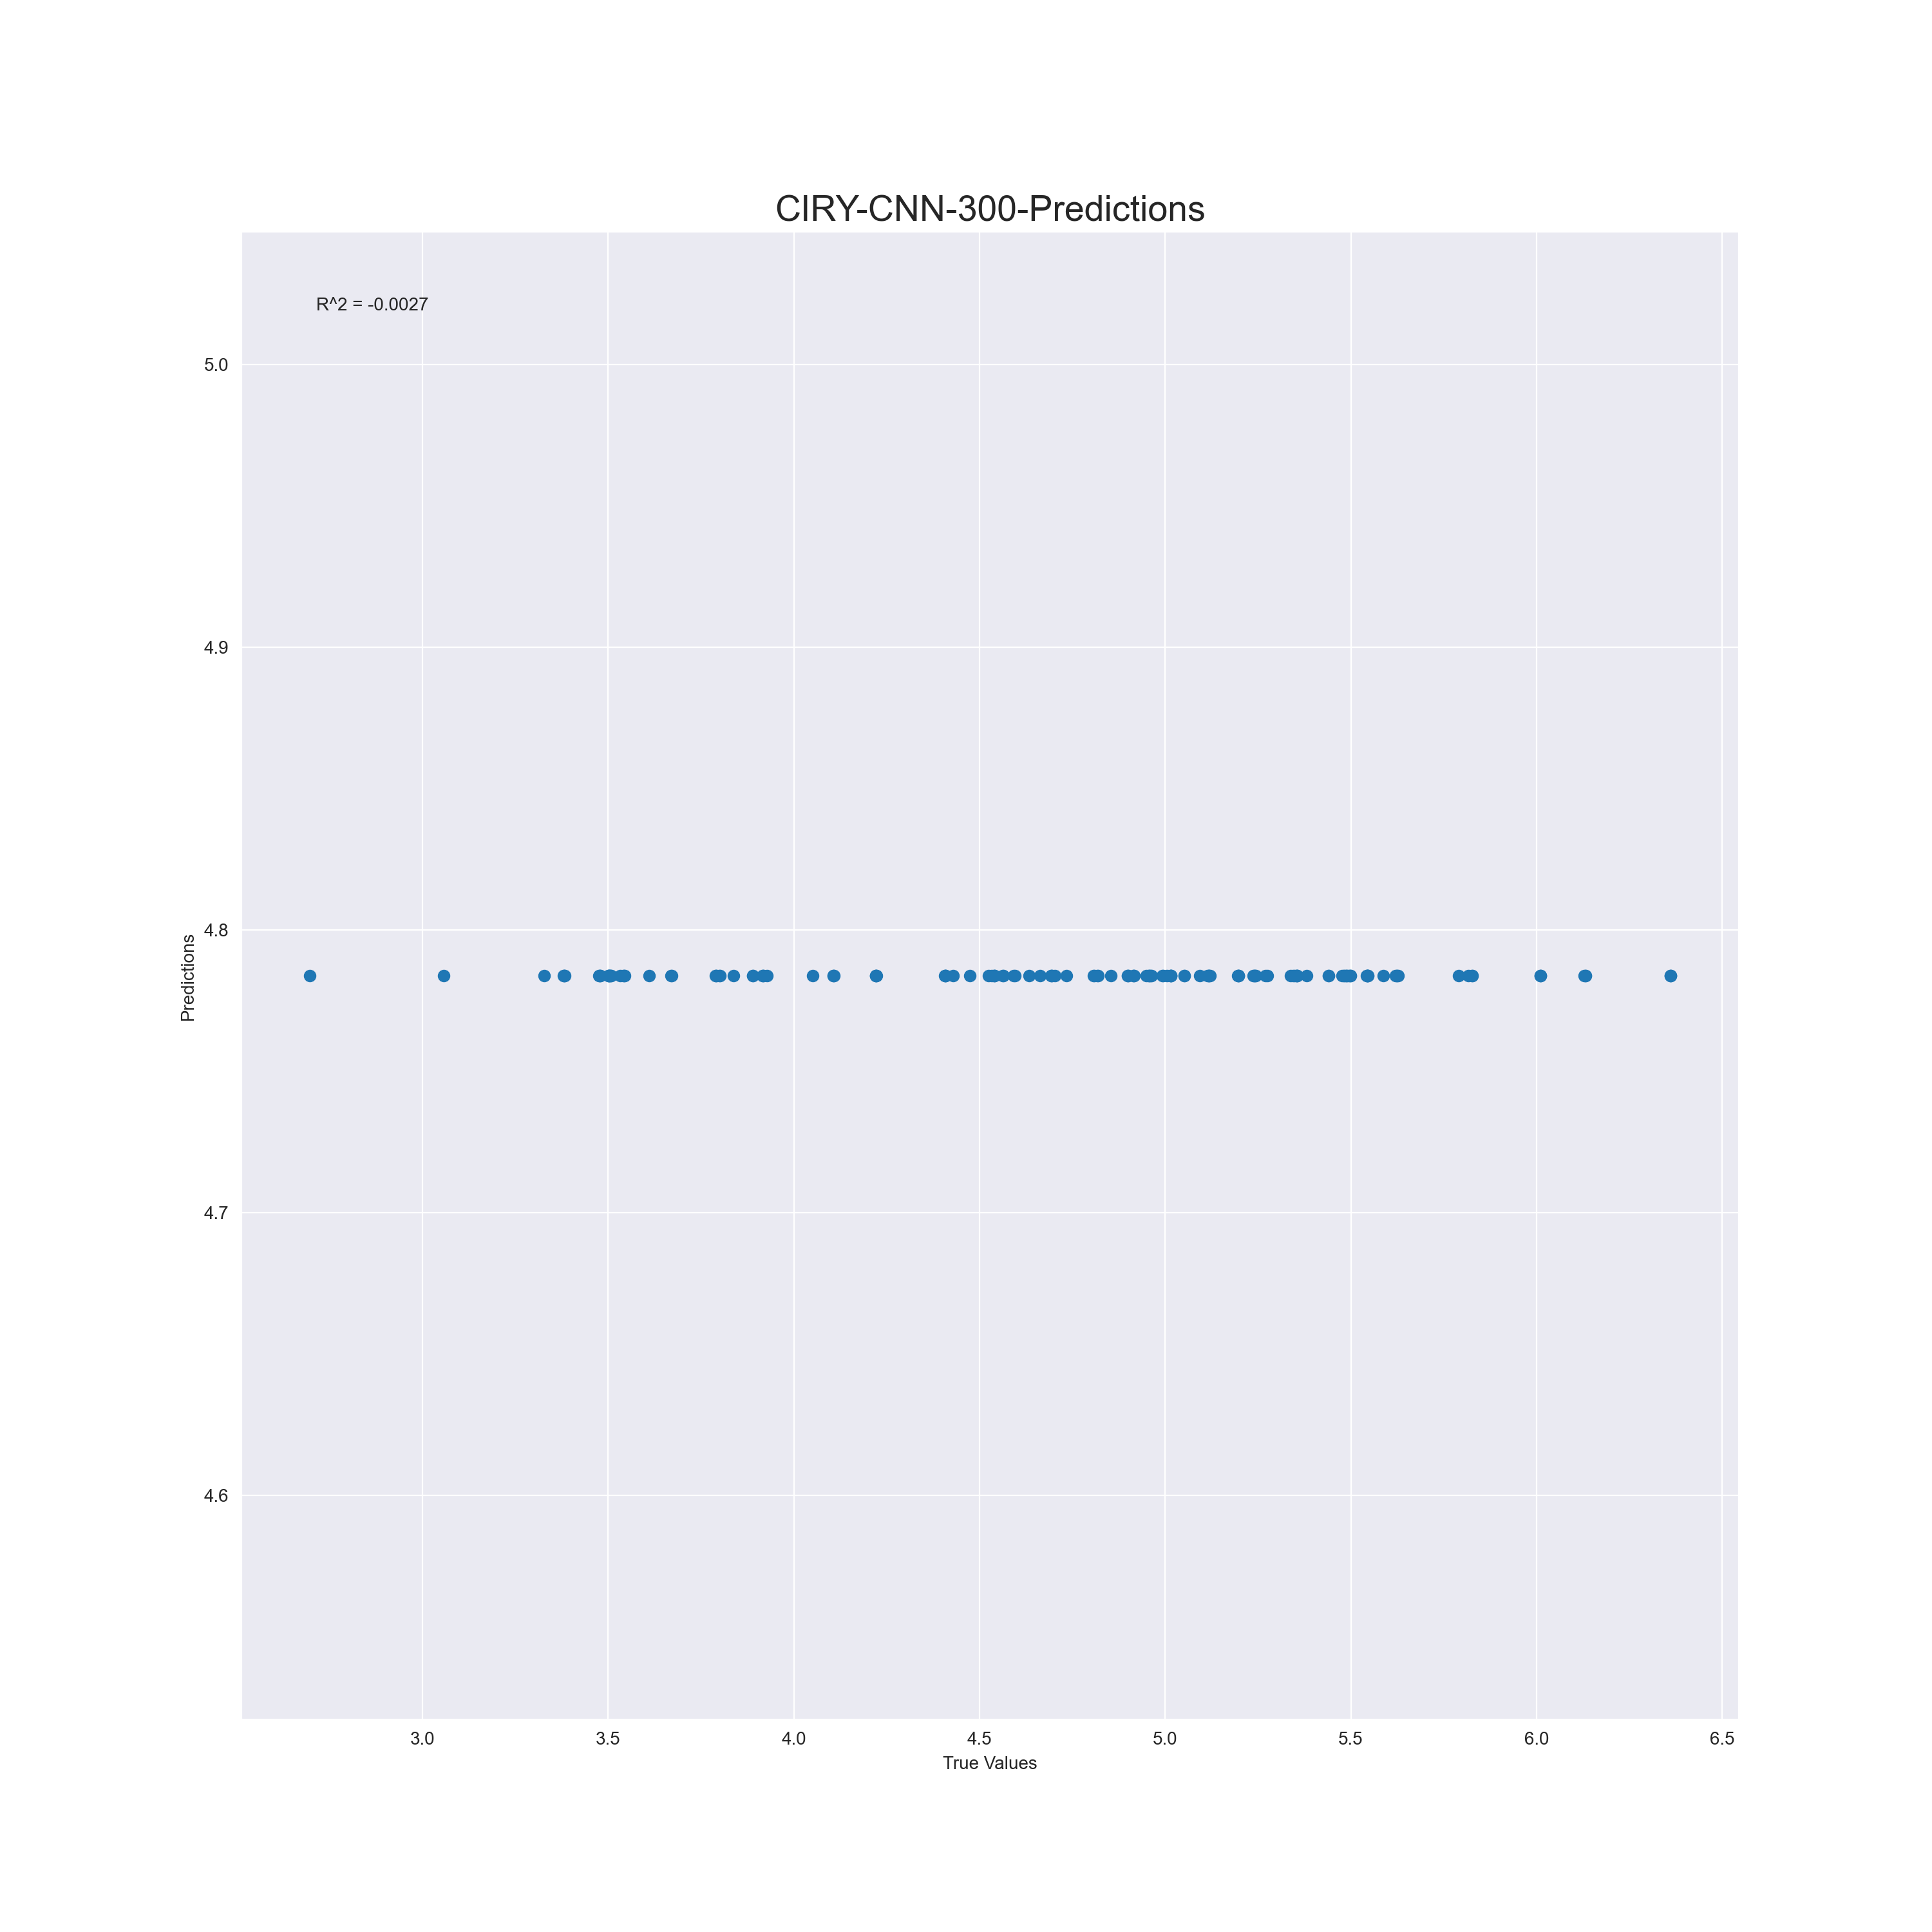 CIRY-CNN-300-Predictions
R^2 = -0.0027
5.0
4.9
4.8
4.7
4.6
Predictions
3.0 3.5 4.0 4.5 5.0 5.5 6.0 6.5
True Values